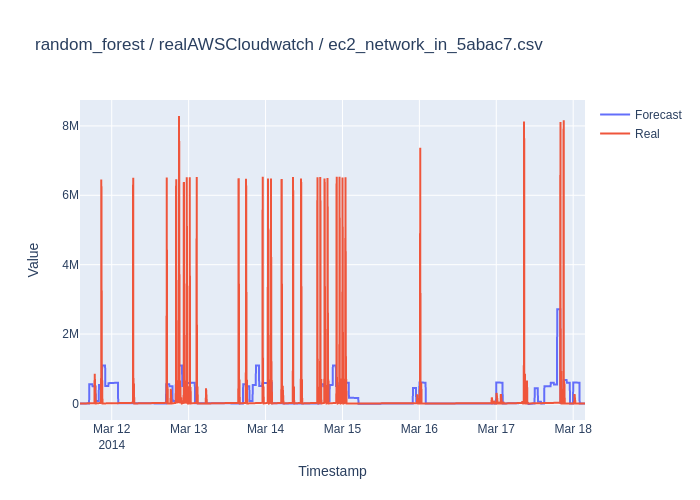 random_forest / realAWSCloudwatch / ec2_network_in_5abac7.csv
Forecast
Real
8M
6M
4M
2M
0
Value
Mar 12
2014
Mar 13
Mar 14
Mar 15
Mar 16
Mar 17
Mar 18
Timestamp